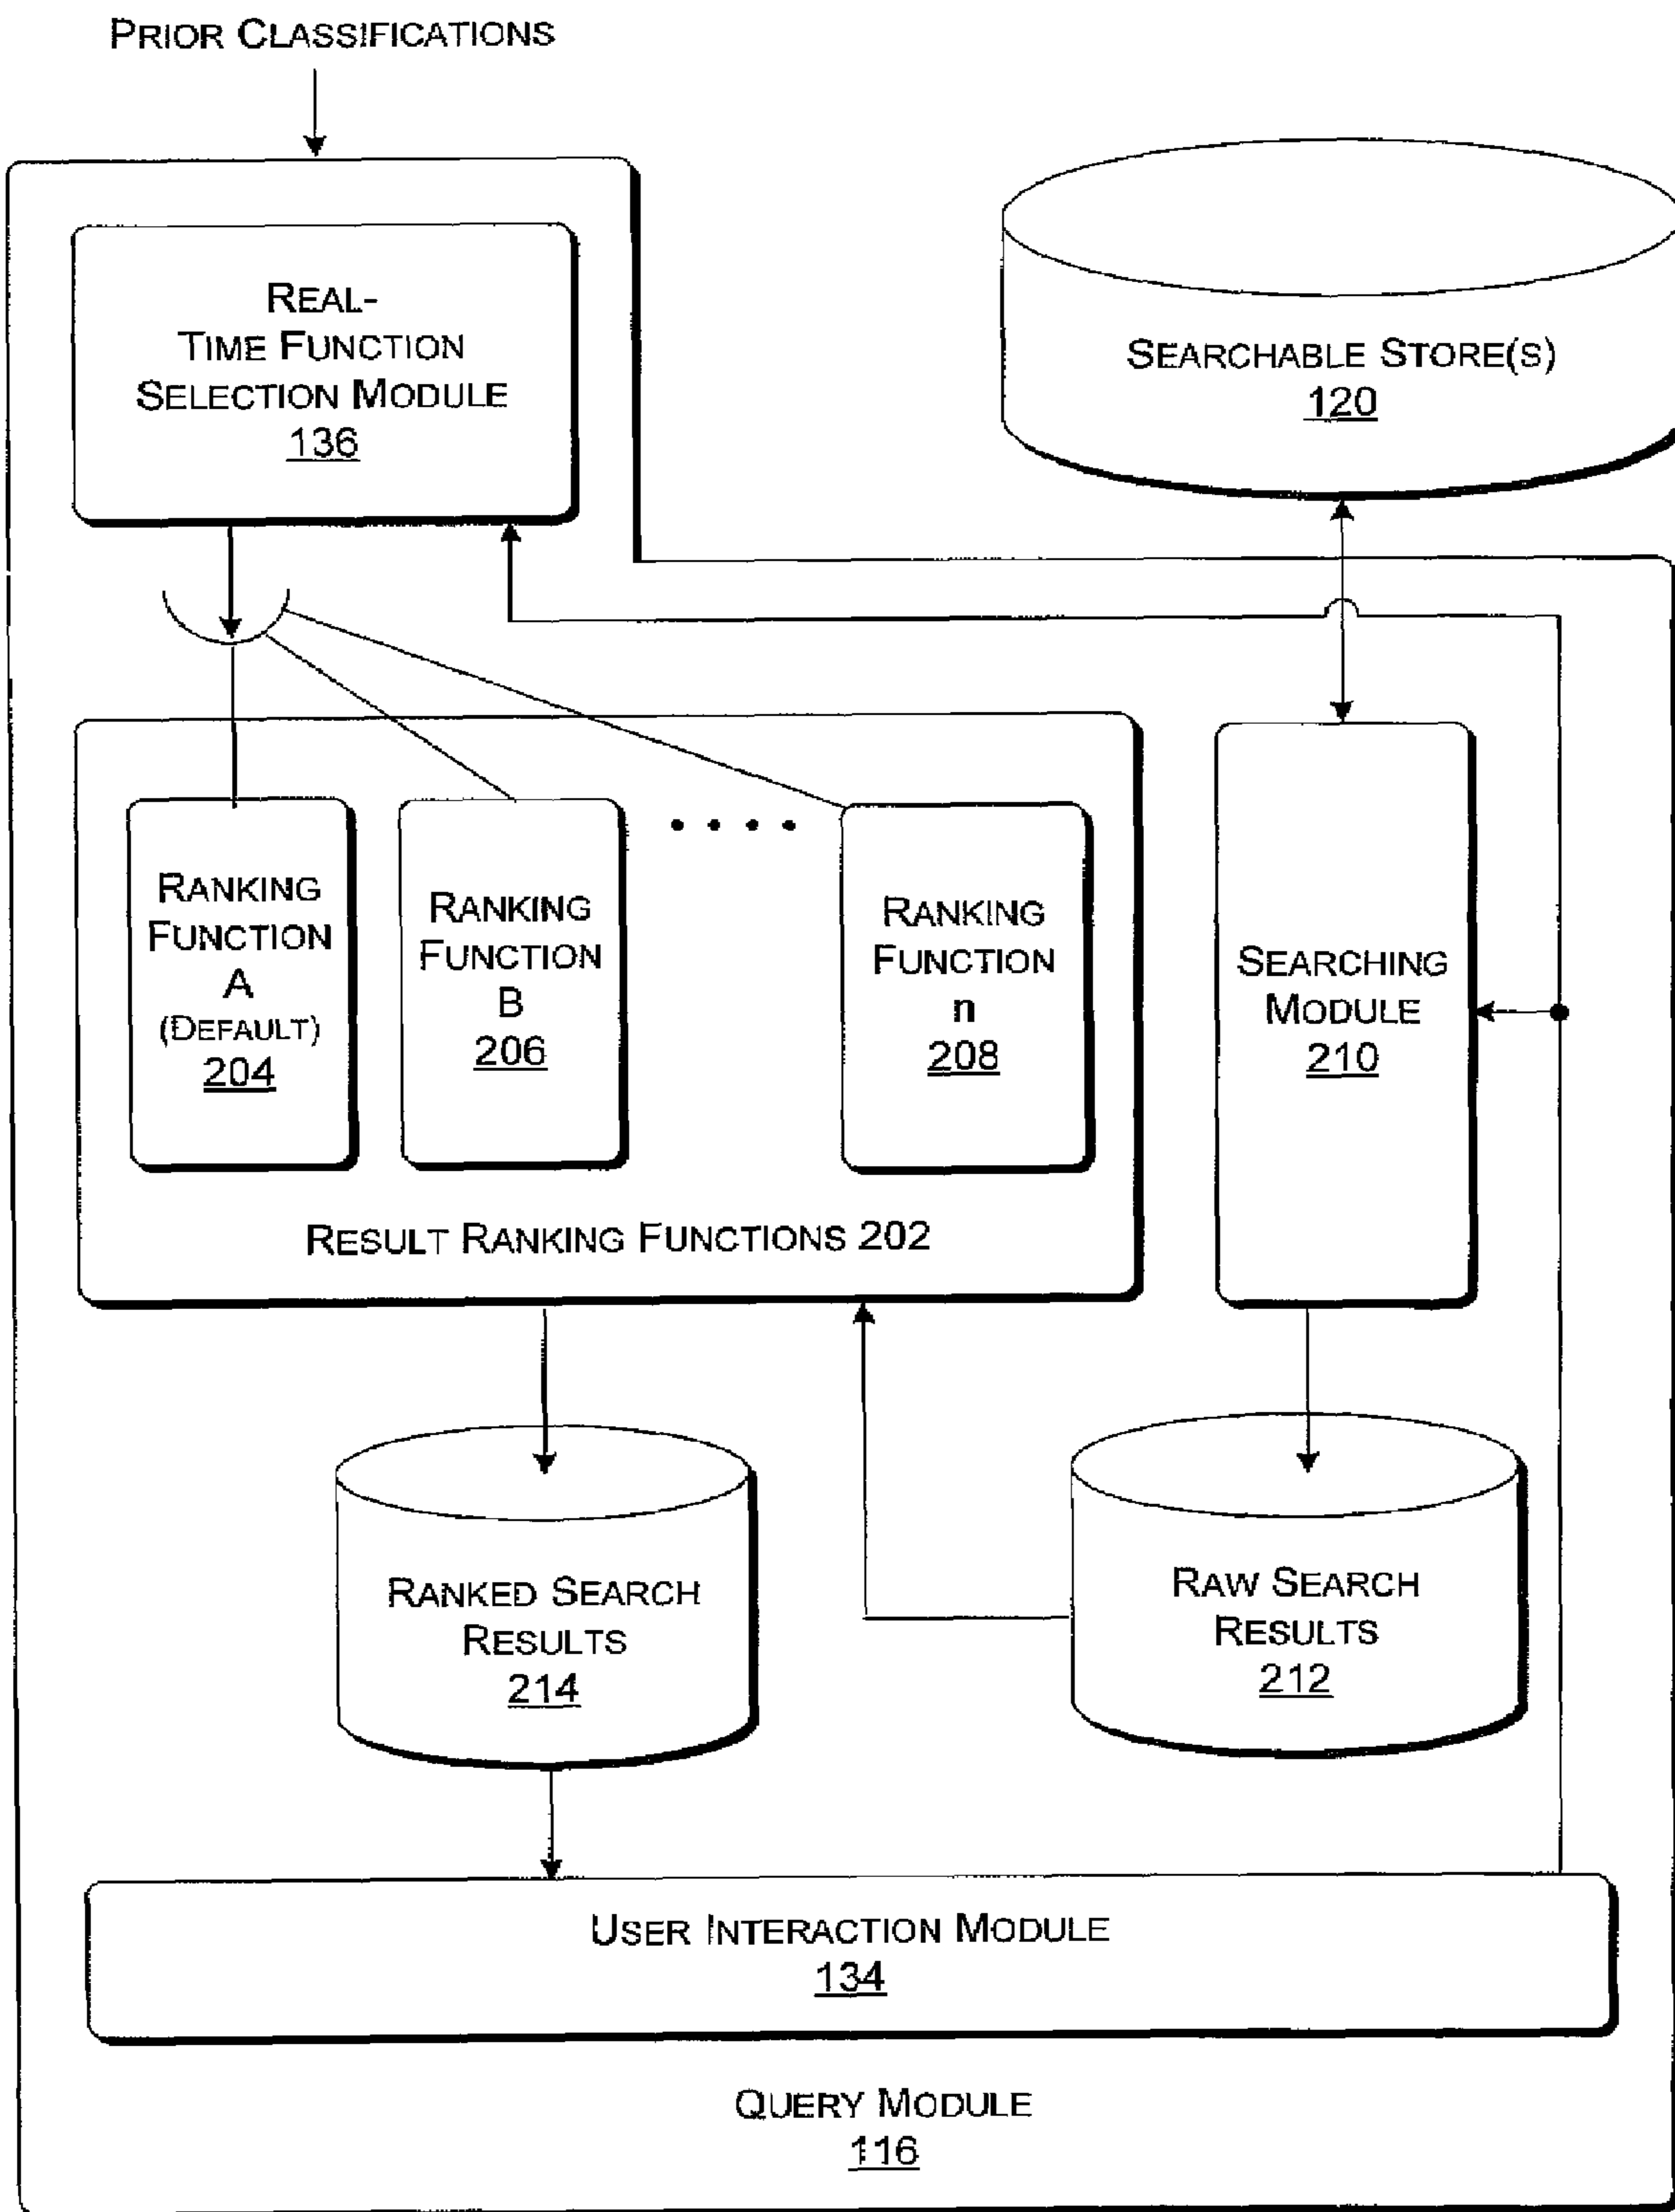 PRIOR CLASSIFICATIONS
REAL-
TIME FUNCTION
SELECTION MODULE
136
SEARCHABLE STORE(S)
120
RANKING
FUNCTION
A
(DEFAULT)
204
RANKING
FUNCTION
B
206
RANKING
FUNCTION
n
208
SEARCHING
MODULE
210
RESULT RANKING FUNCTIONS 202
RANKED SEARCH
RESULTS
214
RAW SEARCH
RESULTS
212
USER INTERACTION MODULE
134
QUERY MODULE
116